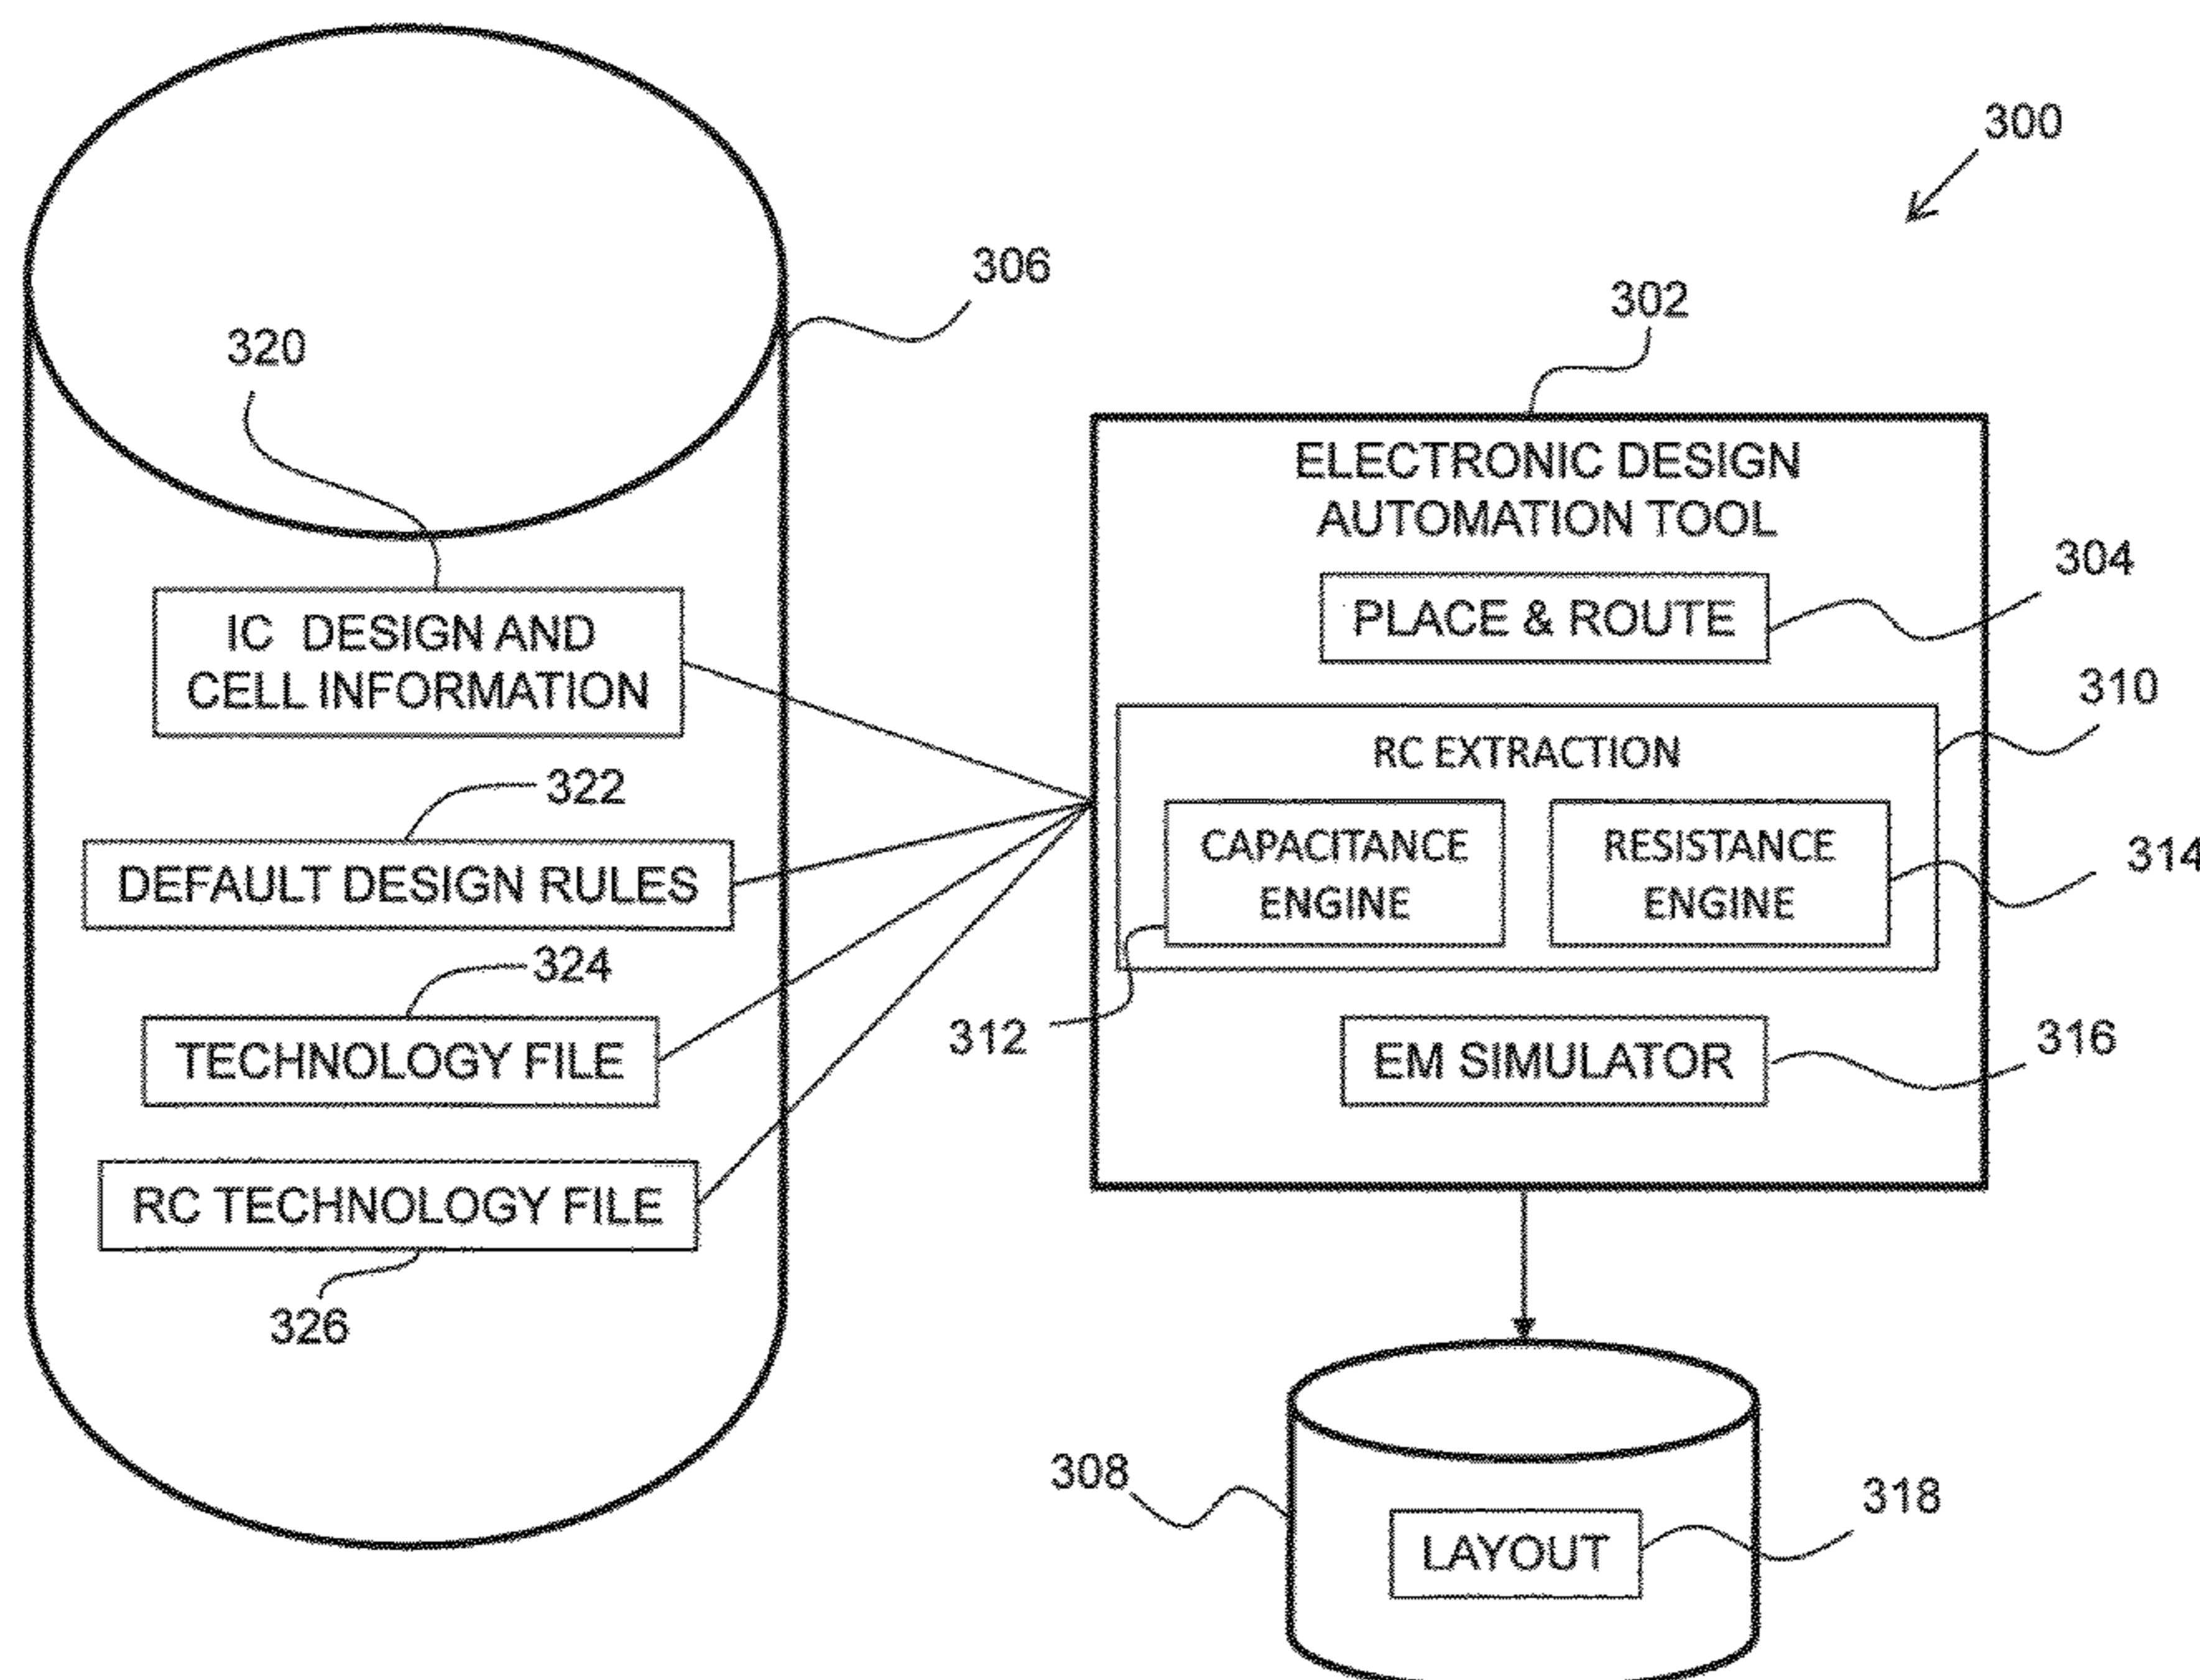 300
306
302
320
ELECTRONIC DESIGN
AUTOMATION TOOL
304
PLACE & ROUTE
IC DESIGN AND
CELL INFORMATION
310
RC EXTRACTION
322
CAPACITANCE
ENGINE
RESISTANCE
ENGINE
314
DEFAULT DESIGN RULES
324
312
316
TECHNOLOGY FILE
EM SIMULATOR
RC TECHNOLOGY FILE
326
308
318
LAYOUT